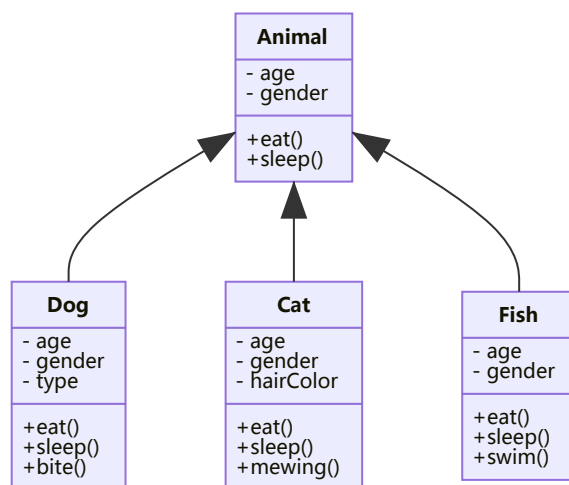 Animal
- age
- gender
+eat()
+sleep()
Dog
- age
- gender
- type
+eat()
+sleep()
+bite()
Cat
- age
- gender
- hairColor
+eat()
+sleep()
+mewing()
Fish
- age
- gender
+eat()
+sleep()
+swim()